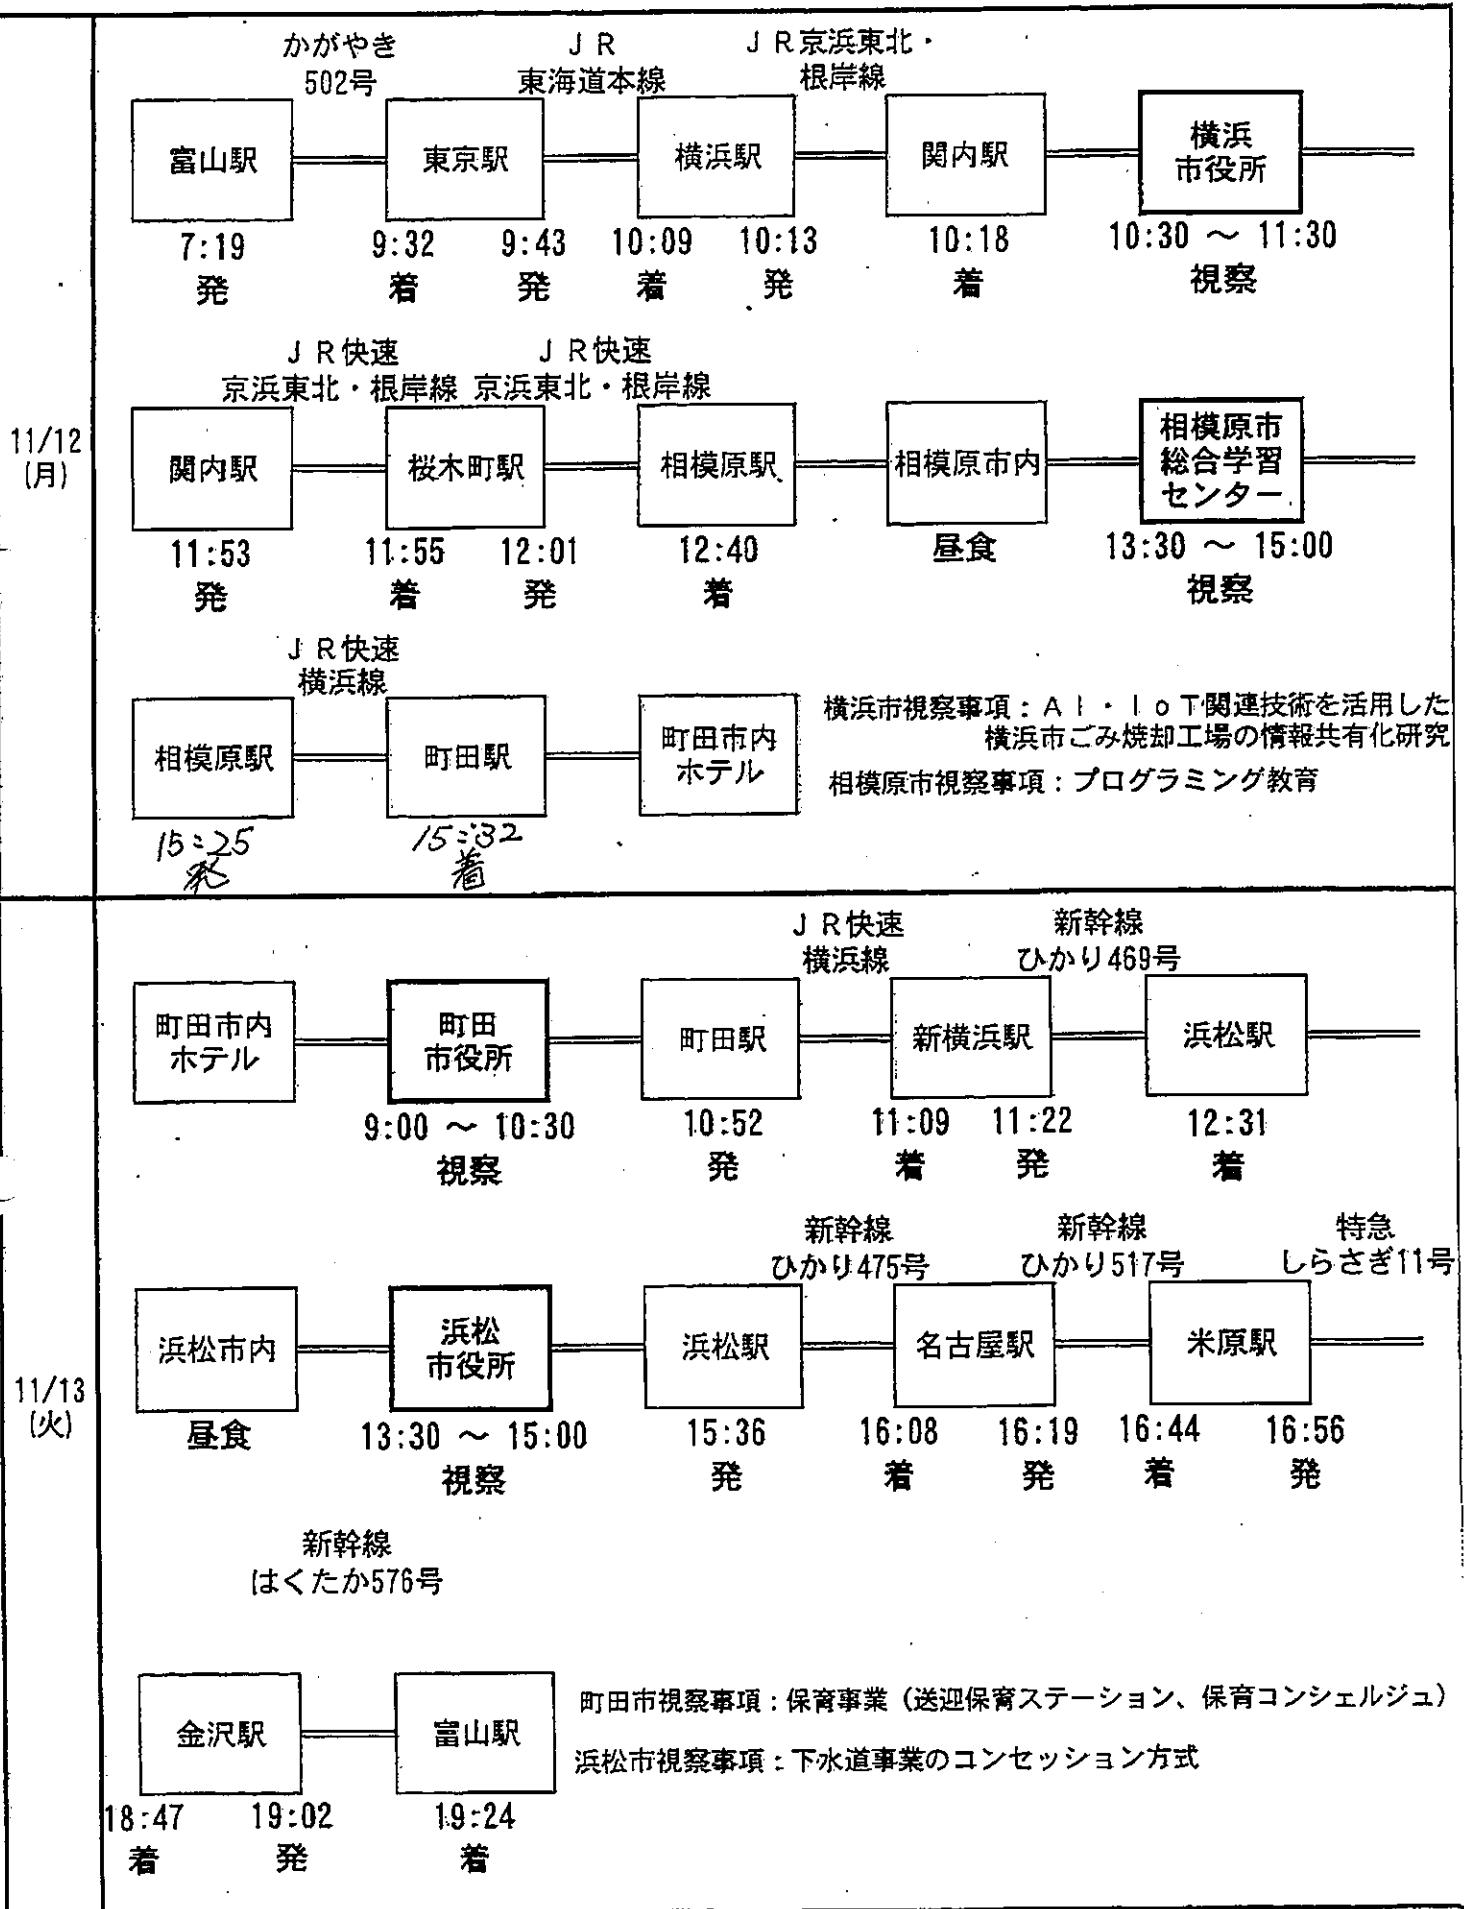 11/12
(月)
かがやき
502号
ＪＲ
東海道本線
ＪＲ京浜東北・
根岸線
富山駅
東京駅
横浜駅
関内駅
横浜
市役所
7:19
9:32
9:43
10:09
10:13
10:18
10:30 ～ 11:30
発
着
発
着
発
着
視察
ＪＲ快速
京浜東北・根岸線
ＪＲ快速
京浜東北・根岸線
関内駅
桜木町駅
相模原駅
相模原市内
相模原市
総合学習
センター
11:53
11:55
12:01
12:40
昼食
13:30 ～ 15:00
発
着
発
着
視察
ＪＲ快速
横浜線
相模原駅
町田駅
町田市内
ホテル
15:25
発
15:32
着
横浜市視察事項：ＡＩ・ＩｏＴ関連技術を活用した
横浜市ごみ焼却工場の情報共有化研究
相模原市視察事項：プログラミング教育
11/13
(火)
ＪＲ快速
横浜線
新幹線
ひかり469号
町田市内
ホテル
町田
市役所
町田駅
新横浜駅
浜松駅
9:00 ～ 10:30
10:52
11:09
11:22
12:31
視察
発
着
発
着
新幹線
ひかり475号
新幹線
ひかり517号
特急
しらさぎ11号
浜松市内
浜松
市役所
浜松駅
名古屋駅
米原駅
昼食
13:30 ～ 15:00
15:36
16:08
16:19
16:44
16:56
視察
発
着
発
着
発
新幹線
はくたか576号
金沢駅
富山駅
18:47
19:02
19:24
着
発
着
町田市視察事項：保育事業（送迎保育ステーション、保育コンシェルジュ）
浜松市視察事項：下水道事業のコンセッション方式